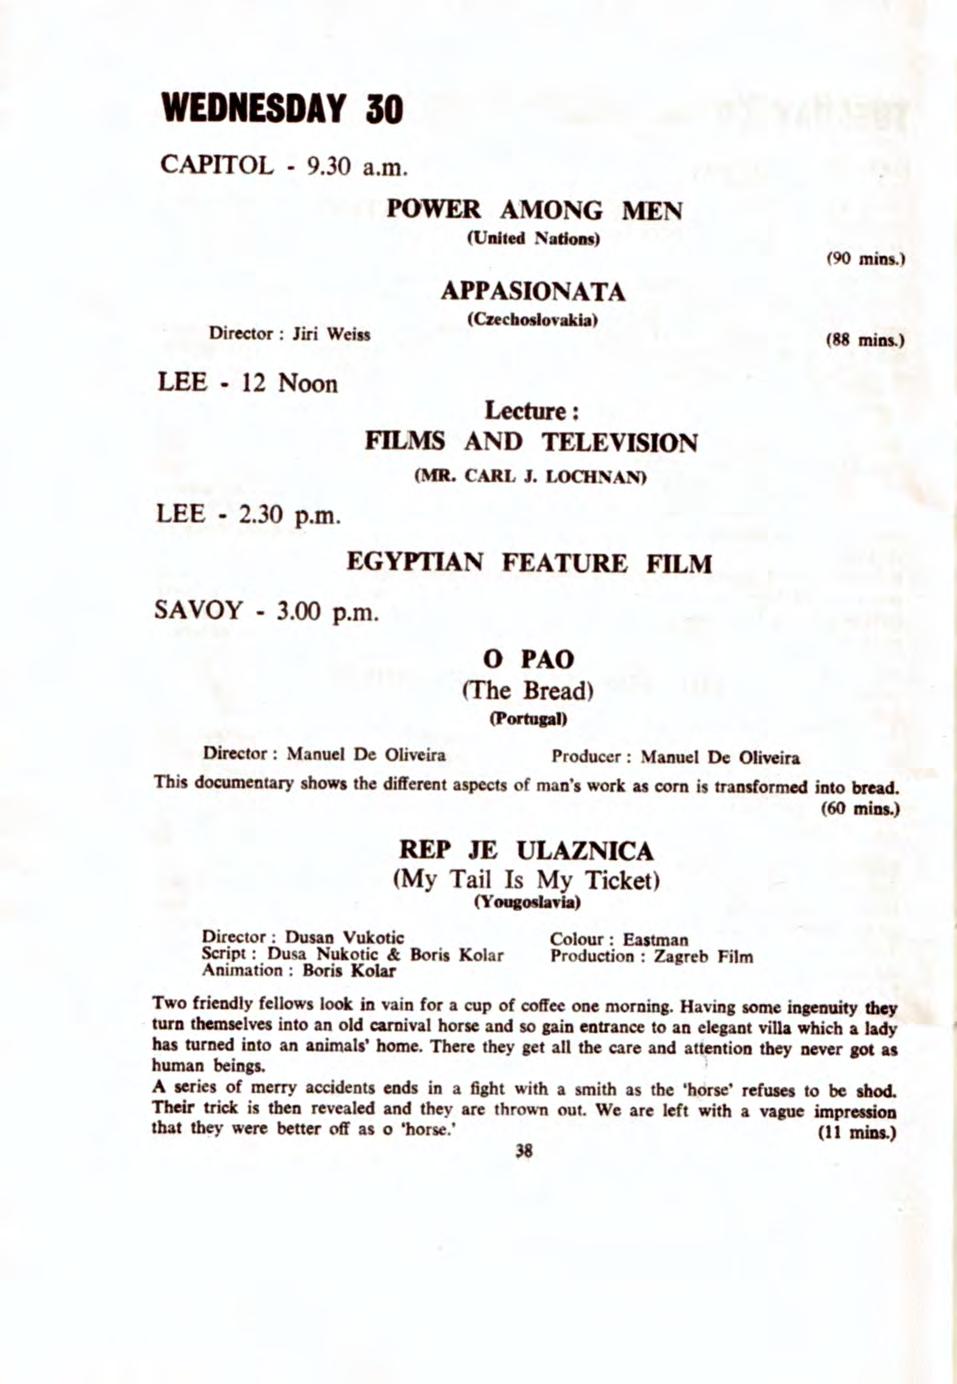 WEDNESDAY 30
CAPITOL - 9.30 a.m.
POWER AMONG MEN
(United Nations)
(90 mins.)
APPASIONATA
(Czechoslovakia)
Director : Jiri Weiss
(88 mins.)
LEE - 12 Noon
Lecture :
FILMS AND TELEVISION
(MR. CARL J. LOCHNAN)
LEE - 2.30 p.m.
EGYPTIAN FEATURE FILM
SAVOY - 3.00 p.m.
O PAO
(The Bread)
(Portugal)
Director : Manuel De Oliveira Producer : Manuel De Oliveira
This documentary shows the different aspects of man's work as corn is transformed into bread.
(60 mins.)
REP JE ULAZNICA
(My Tail Is My Ticket)
(Yougoslavia)
Director : Dusan Vukotic Colour : Eastman
Script : Dusa Nukotic & Boris Kolar Production : Zagreb Film
Animation : Boris Kolar
Two friendly fellows look in vain for a cup of coffee one morning. Having some ingenuity they
turn themselves into an old carnival horse and so gain entrance to an elegant villa which a lady
has turned into an animals' home. There they get all the care and attention they never got as
human beings.
A series of merry accidents ends in a fight with a smith as the 'horse' refuses to be shod.
Their trick is then revealed and they are thrown out. We are left with a vague impression
that they were better off as o 'horse.' (11 mins.)
38